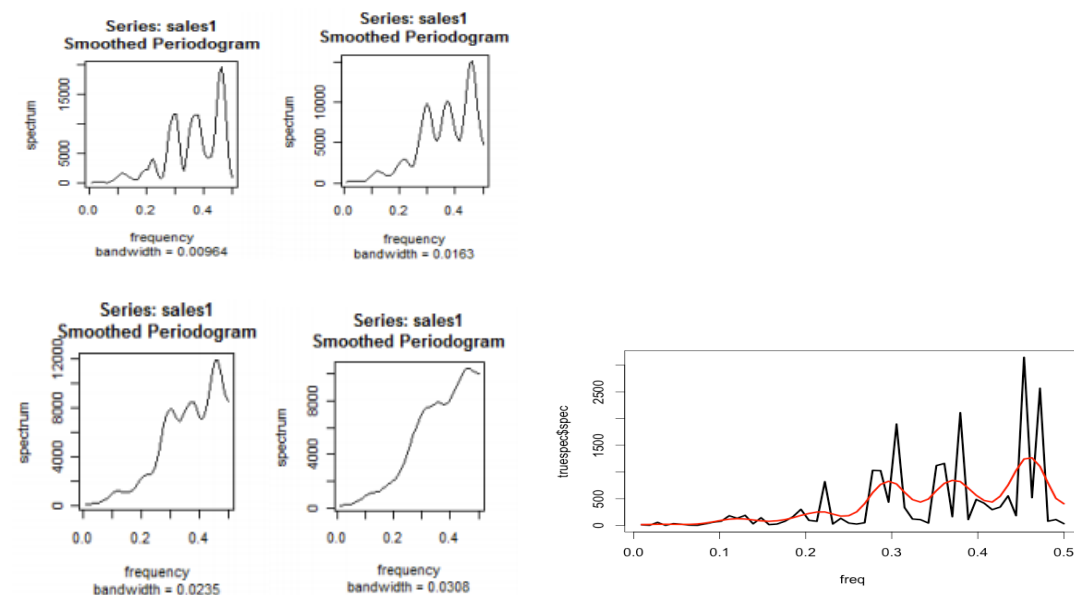 Series: sales1
Smoothed Periodogram
spectrum
0 5000 15000
0.0 0.2 0.4
frequency
bandwidth = 0.00964
Series: sales1
Smoothed Periodogram
spectrum
0 5000 10000
0.0 0.2 0.4
frequency
bandwidth = 0.0163
Series: sales1
Smoothed Periodogram
spectrum
0 4000 8000 12000
0.0 0.2 0.4
frequency
bandwidth = 0.0235
Series: sales1
Smoothed Periodogram
spectrum
0 4000 8000
0.0 0.2 0.4
frequency
bandwidth = 0.0308
truespec$spec
0 500 1500 2500
0.0 0.1 0.2 0.3 0.4 0.5
freq